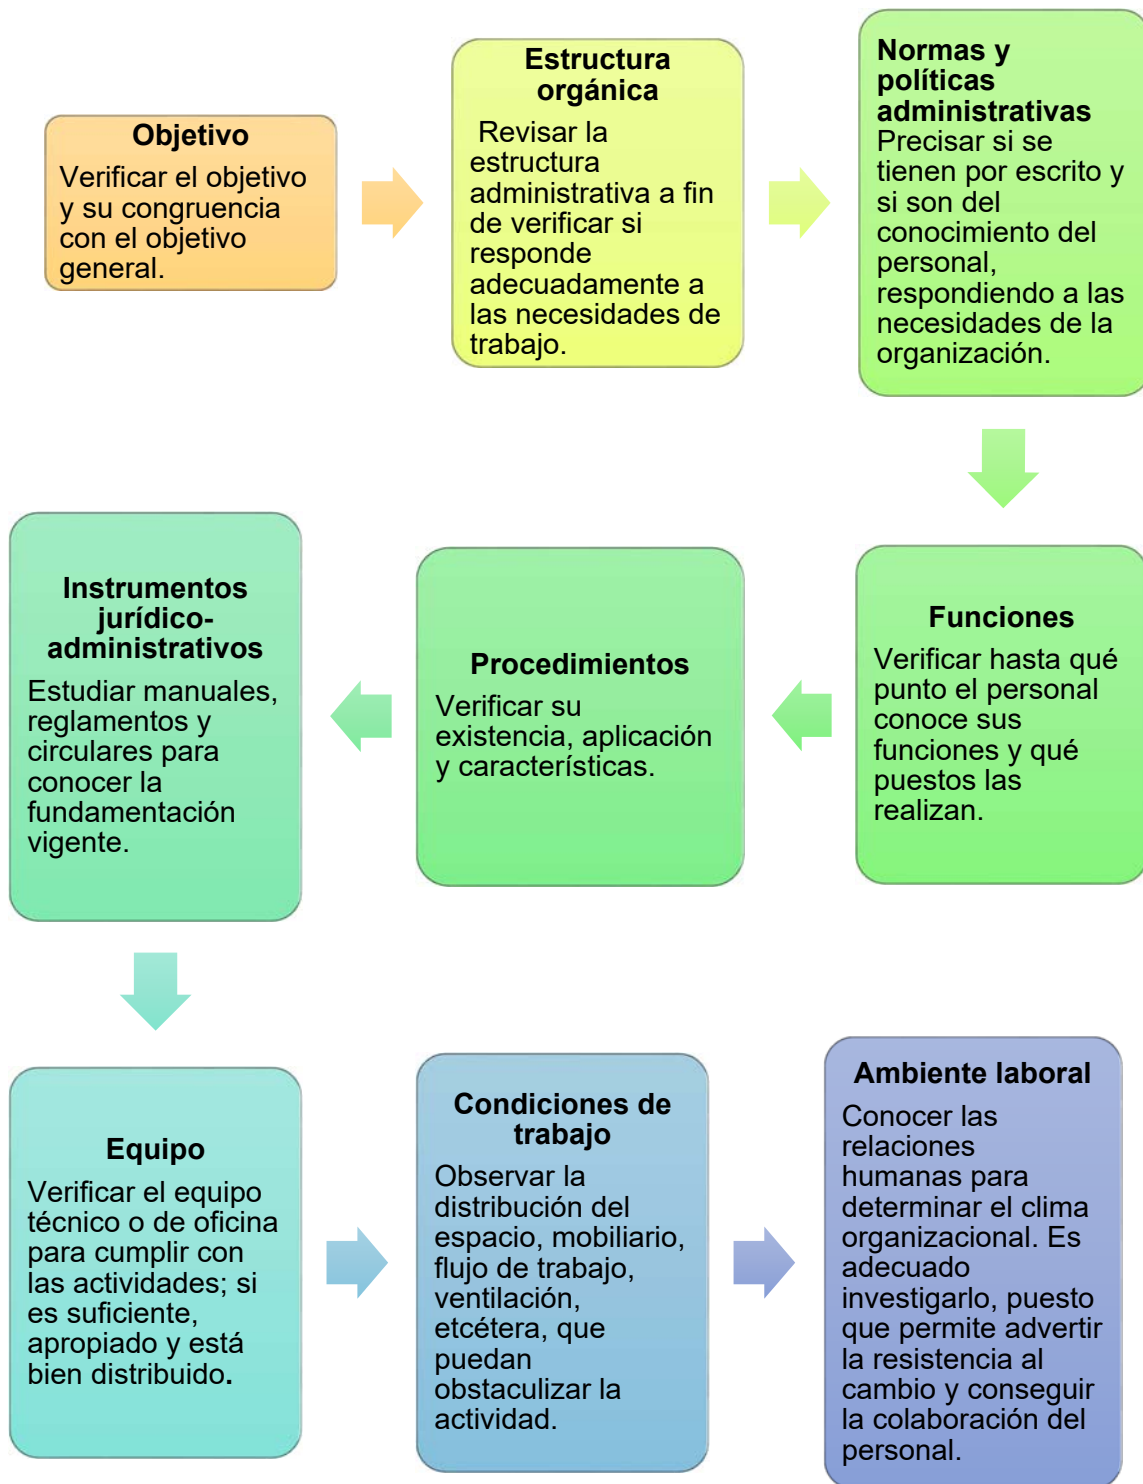 Objetivo
Verificar el objetivo
y su congruencia
con el objetivo
general.
Estructura
orgánica
Revisar la
estructura
administrativa a fin
de verificar si
responde
adecuadamente a
las necesidades de
trabajo.
Normas y
políticas
administrativas
Precisar si se
tienen por escrito y
si son del
conocimiento del
personal,
respondiendo a las
necesidades de la
organización.
Funciones
Verificar hasta qué
punto el personal
conoce sus
funciones y qué
puestos las
realizan.
Procedimientos
Verificar su
existencia, aplicación
y características.
Instrumentos
jurídico-
administrativos
Estudiar manuales,
reglamentos y
circulares para
conocer la
fundamentación
vigente.
Equipo
Verificar el equipo
técnico o de oficina
para cumplir con
las actividades; si
es suficiente,
apropiado y está
bien distribuido.
Condiciones de
trabajo
Observar la
distribución del
espacio, mobiliario,
flujo de trabajo,
ventilación,
etcétera, que
puedan
obstaculizar la
actividad.
Ambiente laboral
Conocer las
relaciones
humanas para
determinar el clima
organizacional. Es
adecuado
investigarlo, puesto
que permite advertir
la resistencia al
cambio y conseguir
la colaboración del
personal.